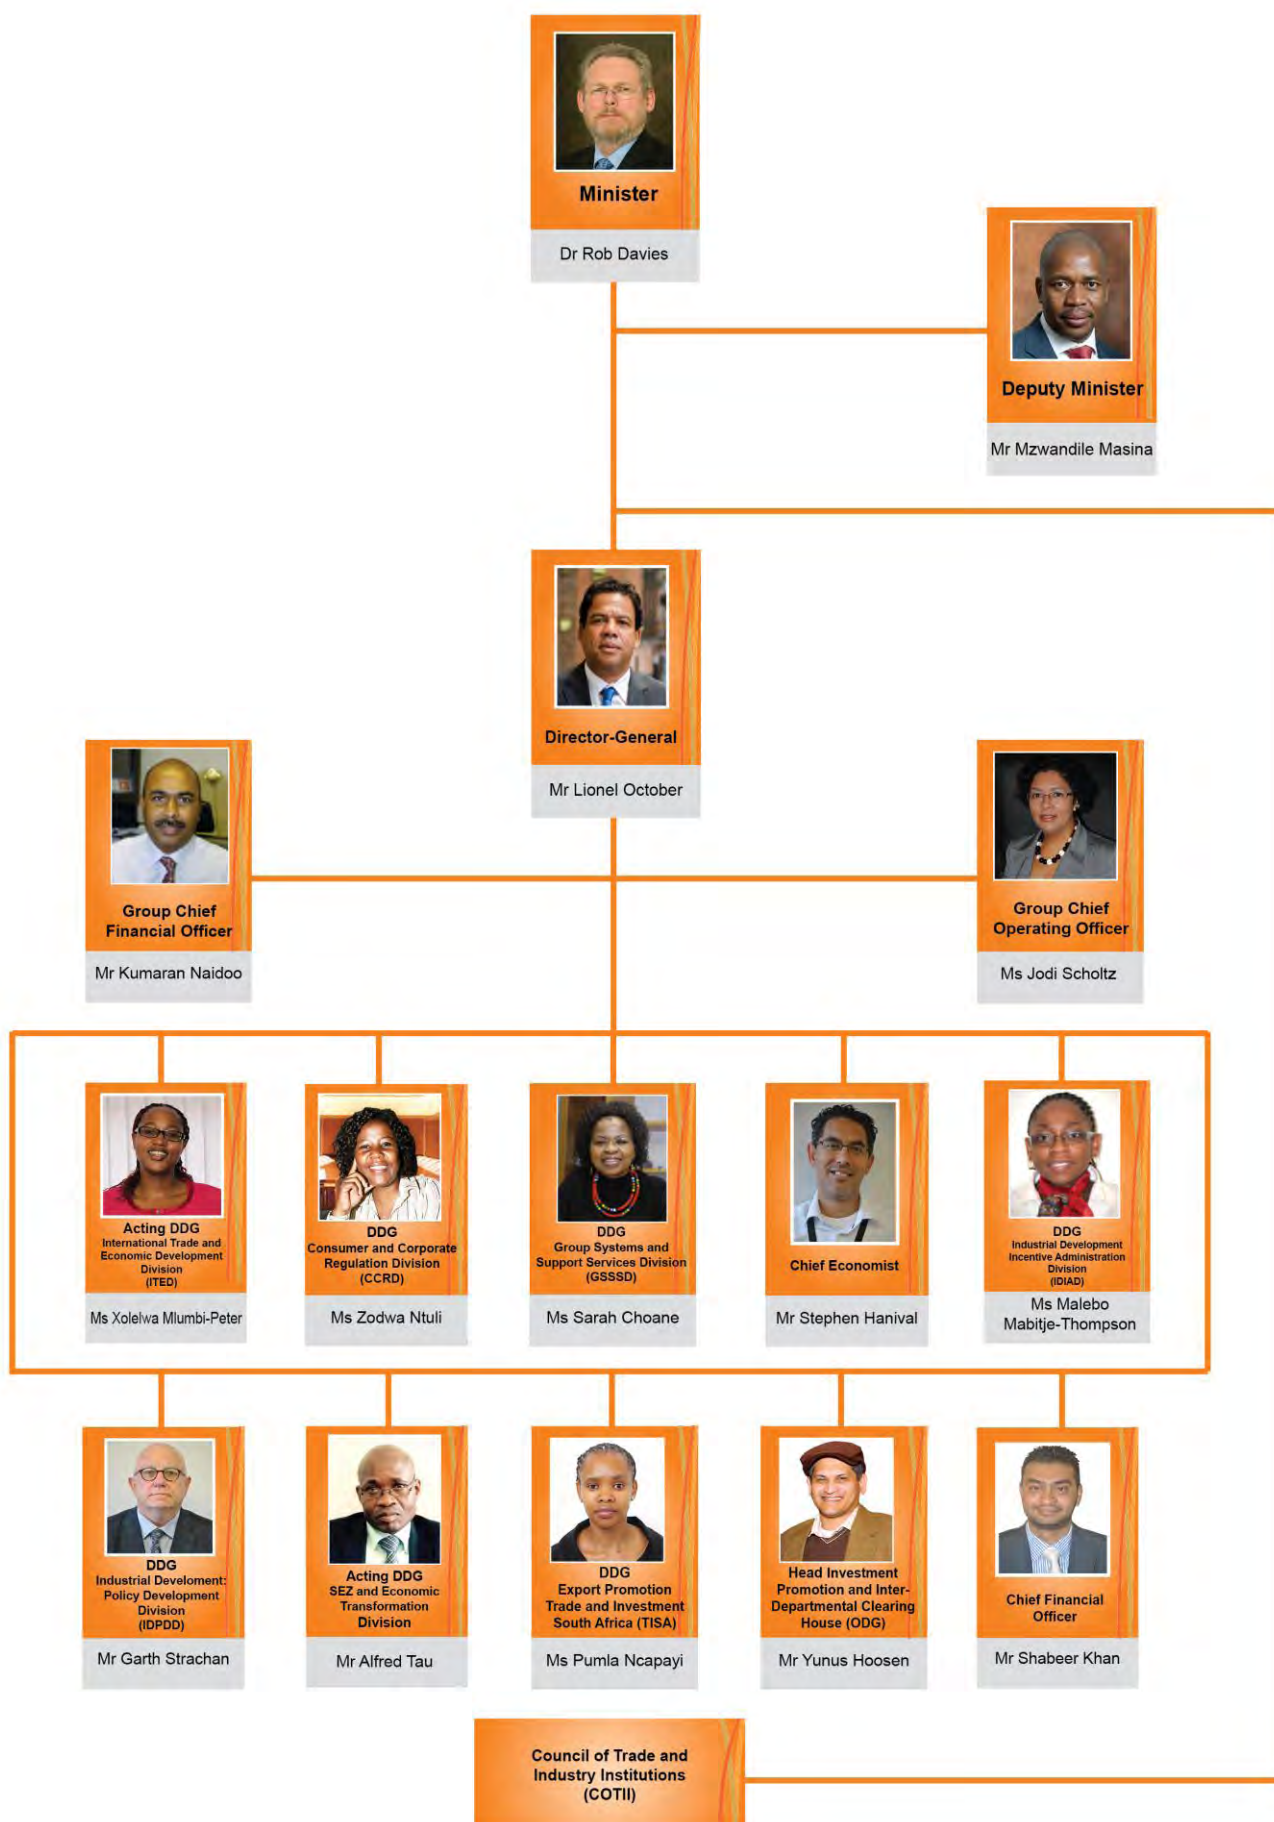 Minister
Dr Rob Davies
Deputy Minister
Mr Mzwandile Masina
Director-General
Mr Lionel October
Group Chief
Financial Officer
Mr Kumaran Naidoo
Group Chief
Operating Officer
Ms Jodi Scholtz
Acting DDG
International Trade and
Economic Development
Division
(ITED)
Ms Xolelwa Mlumbi-Peter
DDG
Consumer and Corporate
Regulation Division
(CCRD)
Ms Zodwa Ntuli
DDG
Group Systems and
Support Services Division
(GSSSD)
Ms Sarah Choane
Chief Economist
Mr Stephen Hanival
DDG
Industrial Development
Incentive Administration
Division
(IDIAD)
Ms Malebo
Mabitje-Thompson
DDG
Industrial Develoment:
Policy Development
Division
(IDPDD)
Mr Garth Strachan
Acting DDG
SEZ and Economic
Transformation
Division
Mr Alfred Tau
DDG
Export Promotion
Trade and Investment
South Africa (TISA)
Ms Pumla Ncapayi
Head Investment
Promotion and Inter-
Departmental Clearing
House (ODG)
Mr Yunus Hoosen
Chief Financial
Officer
Mr Shabeer Khan
Council of Trade and
Industry Institutions
(COTII)